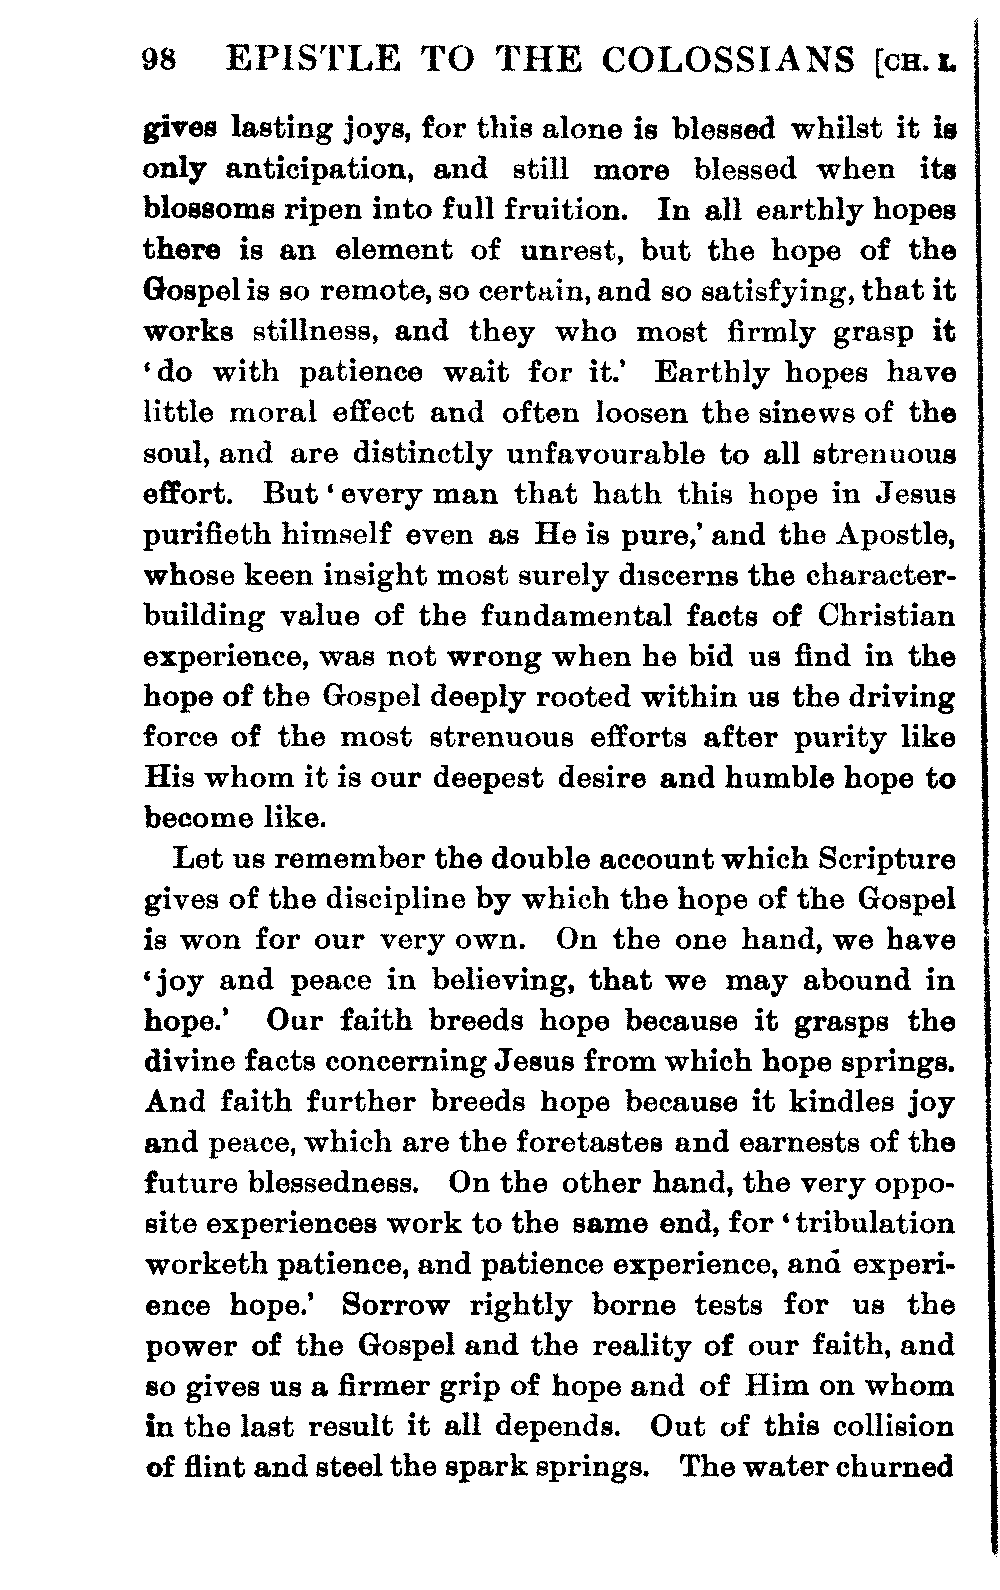 98 EPISTLE TO THE COLOSSIANS [CH. I.
gives lasting joys, for this alone is blessed whilst it is
only anticipation, and still more blessed when its
blossoms ripen into full fruition. In all earthly hopes
there is an element of unrest, but the hope of the
Gospel is so remote, so certain, and so satisfying, that it
works stillness, and they who most firmly grasp it
‘do with patience wait for it.’ Earthly hopes have
little moral effect and often loosen the sinews of the
soul, and are distinctly unfavourable to all strenuous
effort. But ‘every man that hath this hope in Jesus
purifieth himself even as He is pure,’ and the Apostle,
whose keen insight most surely discerns the character-
building value of the fundamental facts of Christian
experience, was not wrong when he bid us find in the
hope of the Gospel deeply rooted within us the driving
force of the most strenuous efforts after purity like
His whom it is our deepest desire and humble hope to
become like.
Let us remember the double account which Scripture
gives of the discipline by which the hope of the Gospel
is won for our very own. On the one hand, we have
‘joy and peace in believing, that we may abound in
hope.’ Our faith breeds hope because it grasps the
divine facts concerning Jesus from which hope springs.
And faith further breeds hope because it kindles joy
and peace, which are the foretastes and earnests of the
future blessedness. On the other hand, the very oppo-
site experiences work to the same end, for ‘tribulation
worketh patience, and patience experience, and experi-
ence hope.’ Sorrow rightly borne tests for us the
power of the Gospel and the reality of our faith, and
so gives us a firmer grip of hope and of Him on whom
in the last result it all depends. Out of this collision
of flint and steel the spark springs. The water churned